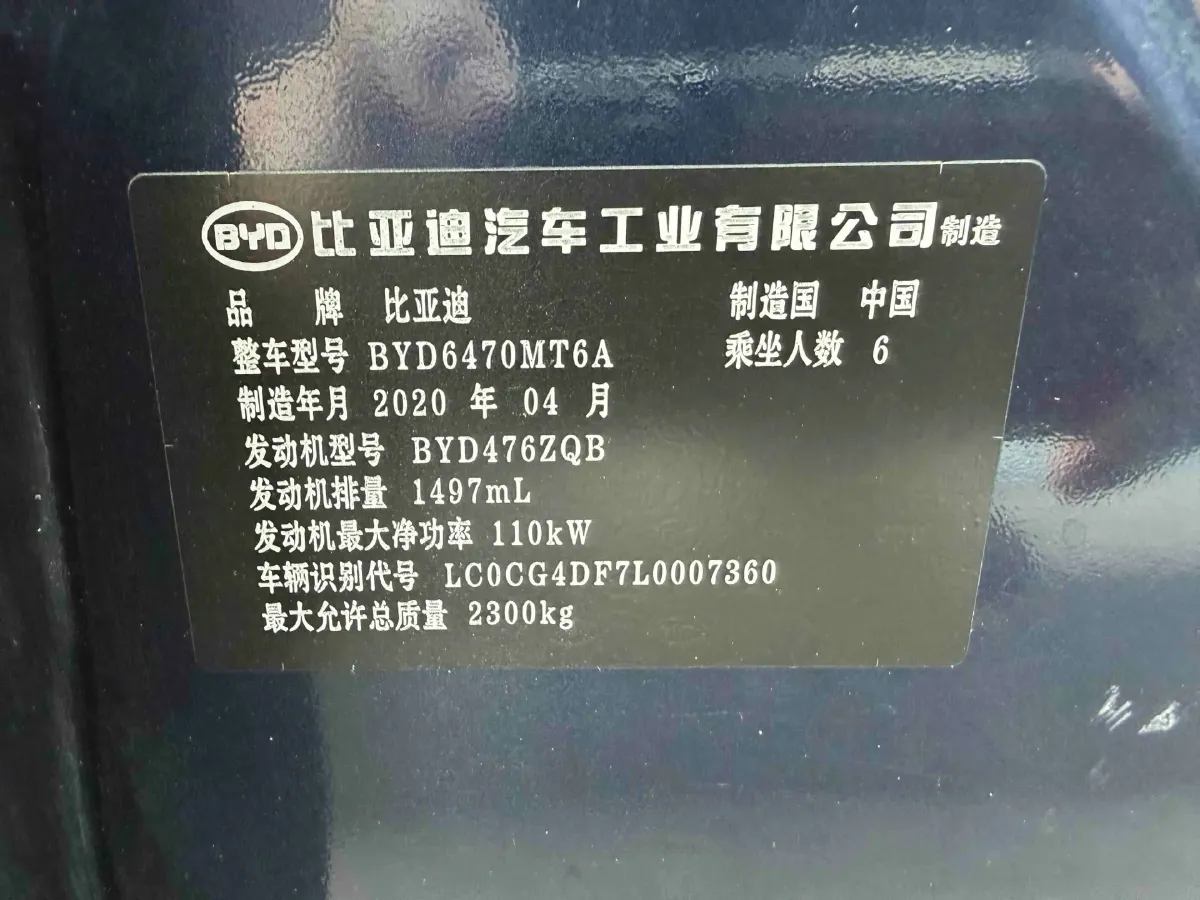 BYD 比亚迪汽车工业有限公司制造
品 牌 比亚迪 制造国 中国
整车型号 BYD6470MT6A 乘坐人数 6
制造年月 2020 年 04 月
发动机型号 BYD476ZQB
发动机排量 1497mL
发动机最大净功率 110kW
车辆识别代号 LC0CG4DF7L0007360
最大允许总质量 2300kg